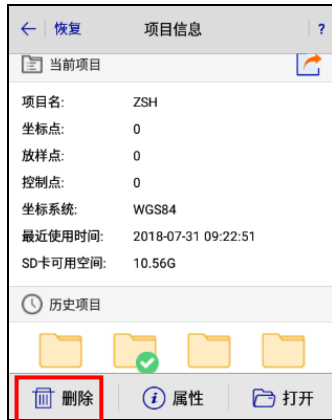 恢复 项目信息 ?
当前项目
项目名: ZSH
坐标点: 0
放样点: 0
控制点: 0
坐标系统: WGS84
最近使用时间: 2018-07-31 09:22:51
SD卡可用空间: 10.56G
历史项目
删除 属性 打开